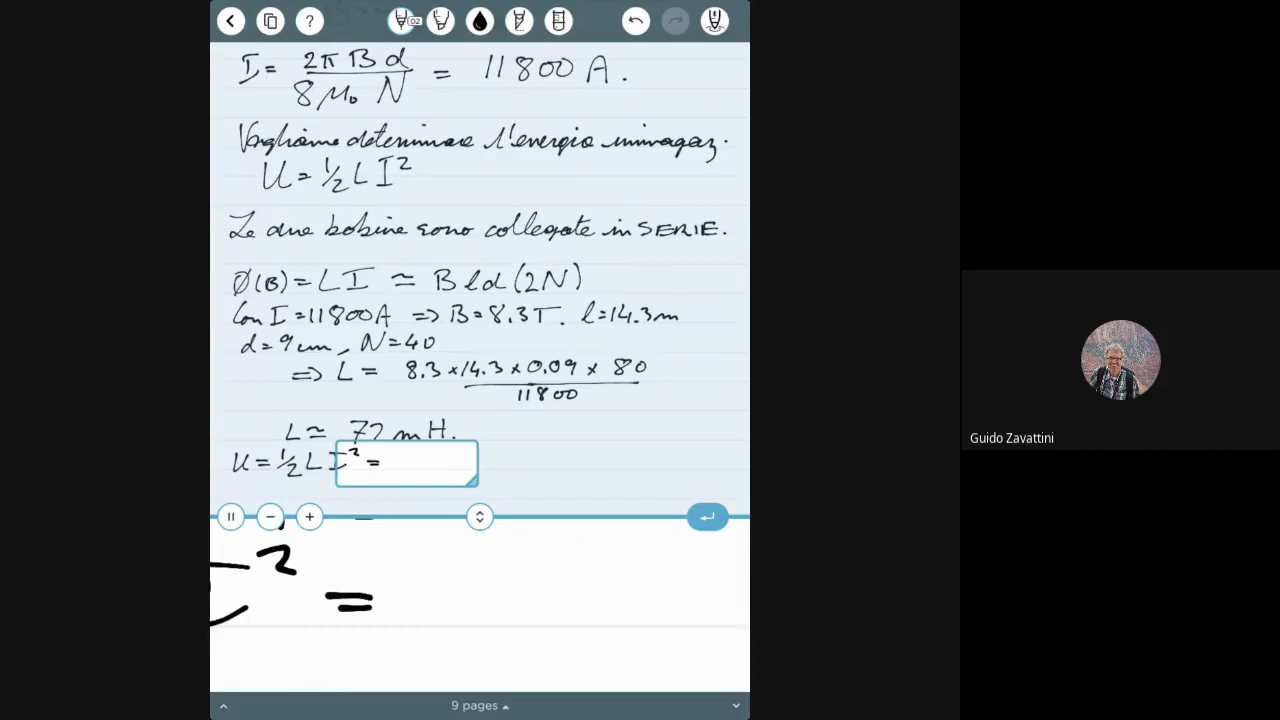 ?
02
I = 2π B d / 8 μ₀ N = 11800 A.
Vogliamo determinare l'energia immagaz.
U = ½ L I²
Le due bobine sono collegate in SERIE.
Ø(B) = L I ≃ B l d (2N)
Con I = 11800 A ⇒ B = 8.3 T. l = 14.3 m
d = 9 cm, N = 40
⇒ L = 8.3 × 14.3 × 0.09 × 80 / 11800
L ≃ 72 mH.
U = ½ L I² =
² =
9 pages
Guido Zavattini